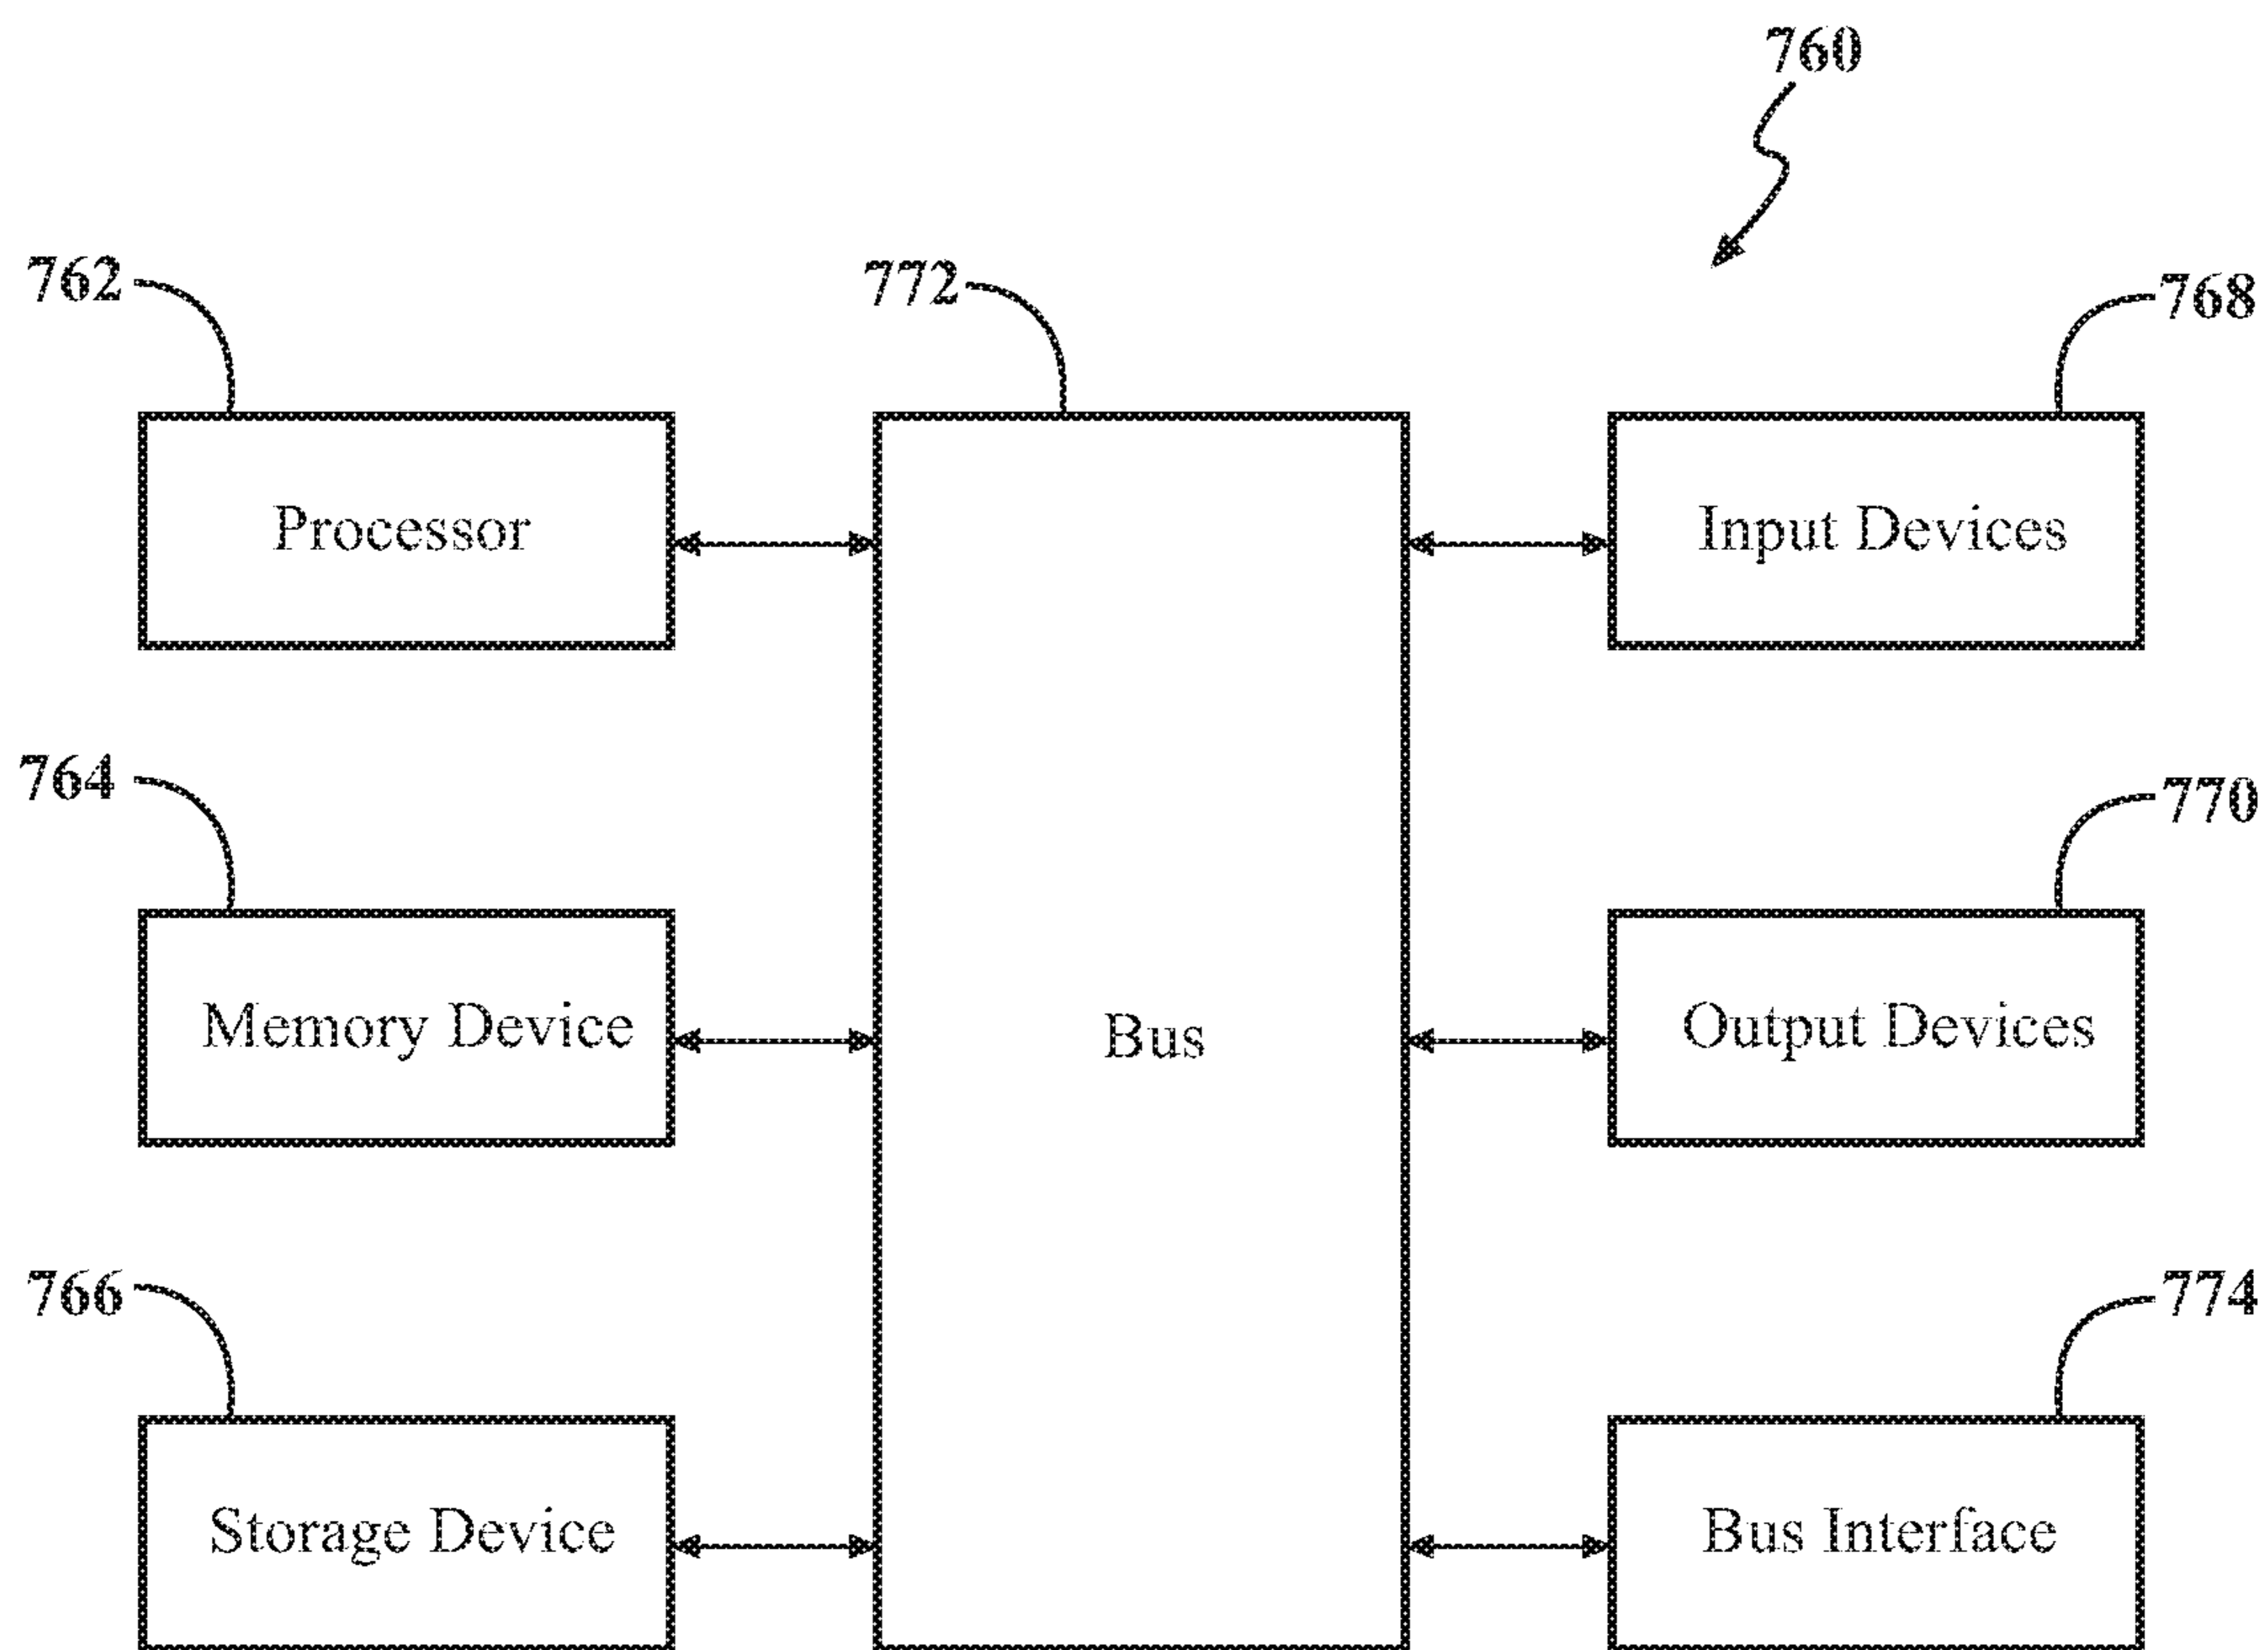 760
762
772
768
Processor
Input Devices
764
770
Memory Device
Bus
Output Devices
766
774
Storage Device
Bus Interface